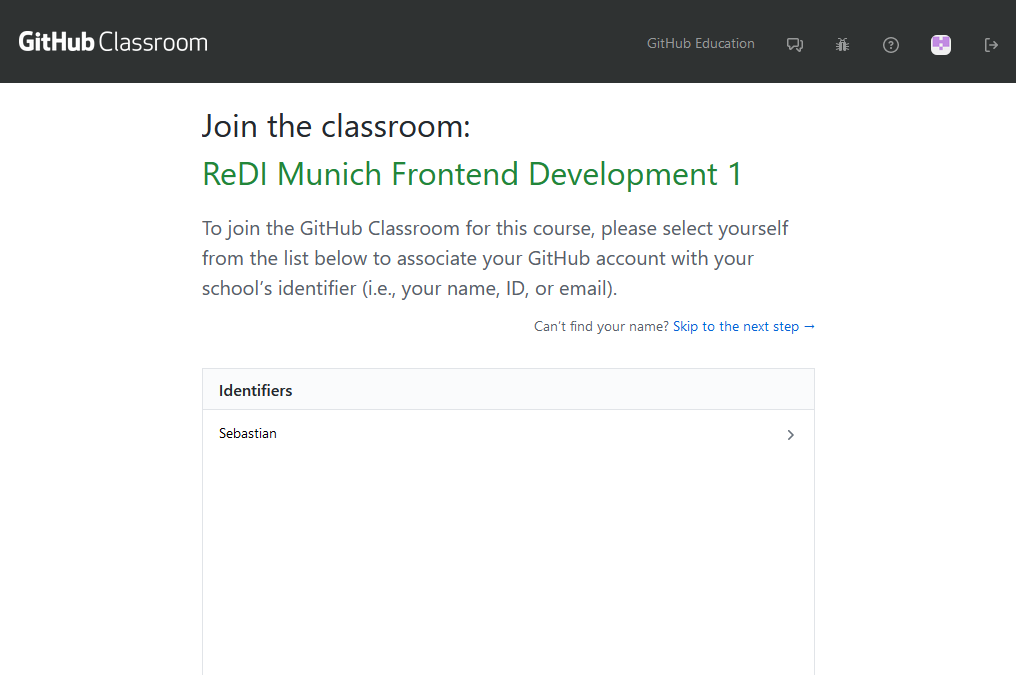 GitHub Classroom
GitHub Education
Join the classroom:
ReDI Munich Frontend Development 1
To join the GitHub Classroom for this course, please select yourself
from the list below to associate your GitHub account with your
school’s identifier (i.e., your name, ID, or email).
Can’t find your name? Skip to the next step →
Identifiers
Sebastian